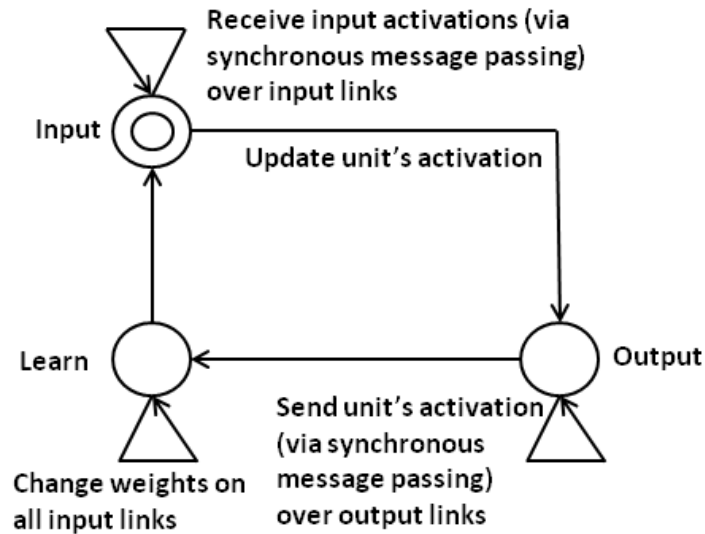 Receive input activations (via
synchronous message passing)
over input links
Input
Update unit's activation
Learn
Output
Send unit's activation
(via synchronous
message passing)
over output links
Change weights on
all input links